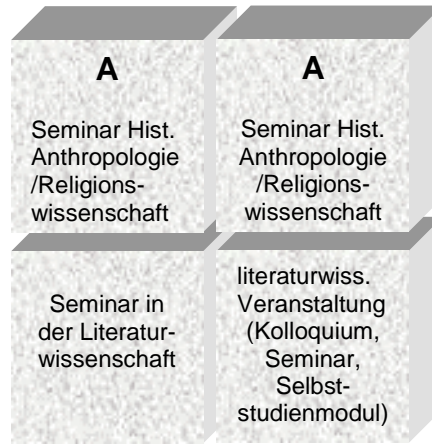 A
Seminar Hist.
Anthropologie
/Religions-
wissenschaft
A
Seminar Hist.
Anthropologie
/Religions-
wissenschaft
Seminar in
der Literatur-
wissenschaft
literaturwiss.
Veranstaltung
(Kolloquium,
Seminar,
Selbst-
studienmodul)